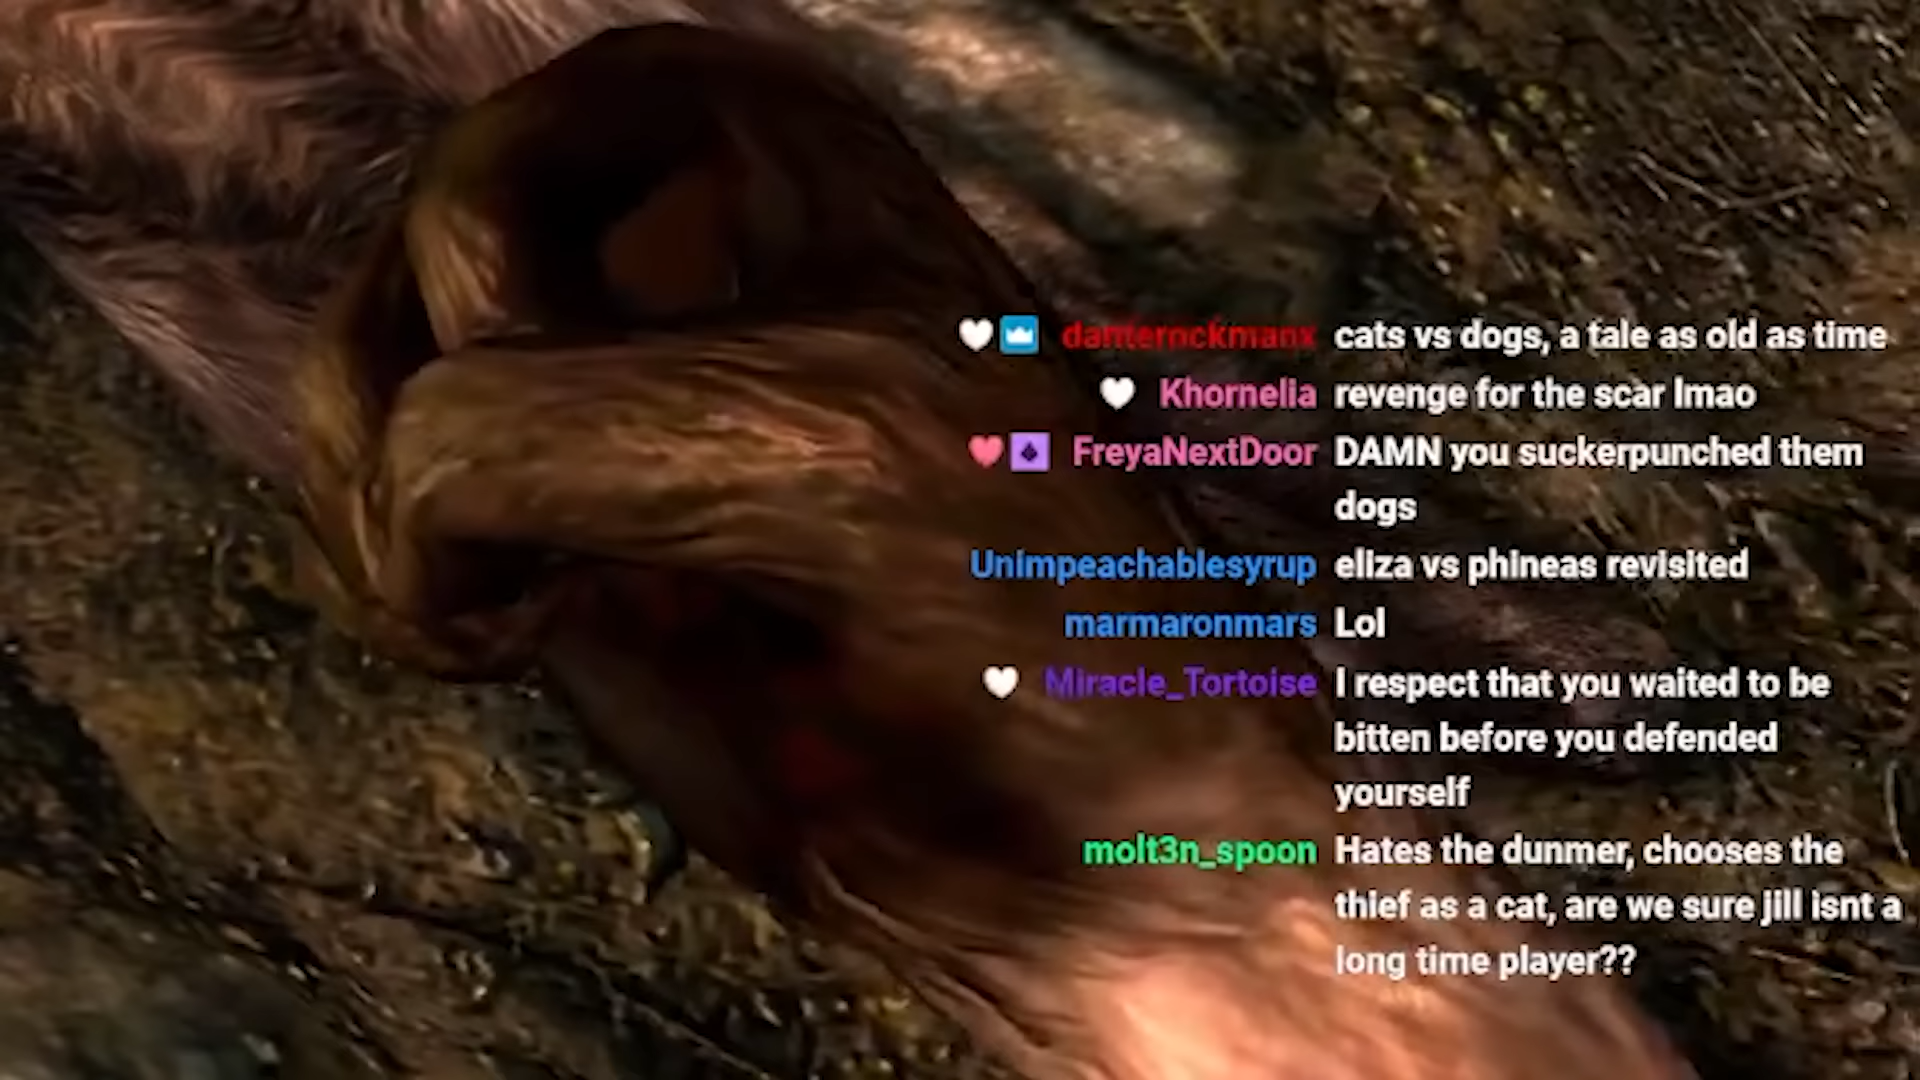 danterockmanx cats vs dogs, a tale as old as time
Khornelia revenge for the scar lmao
FreyaNextDoor DAMN you suckerpunched them
dogs
Unimpeachablesyrup eliza vs phineas revisited
marmaronmars Lol
Miracle_Tortoise I respect that you waited to be
bitten before you defended
yourself
molt3n_spoon Hates the dunmer, chooses the
thief as a cat, are we sure jill isnt a
long time player??